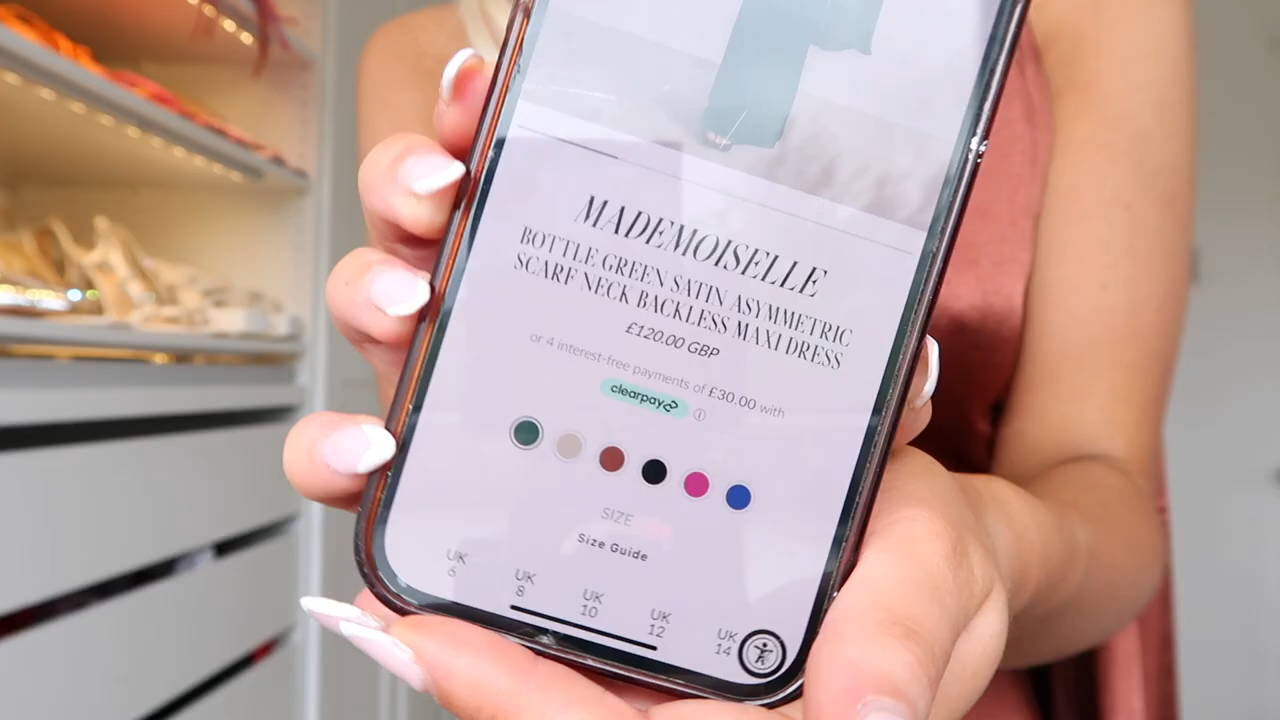 MADEMOISELLE
BOTTLE GREEN SATIN ASYMMETRIC
SCARF NECK BACKLESS MAXI DRESS
£120.00 GBP
or 4 interest-free payments of £30.00 with
clearpay
SIZE
Size Guide
UK 6
UK 8
UK 10
UK 12
UK 14